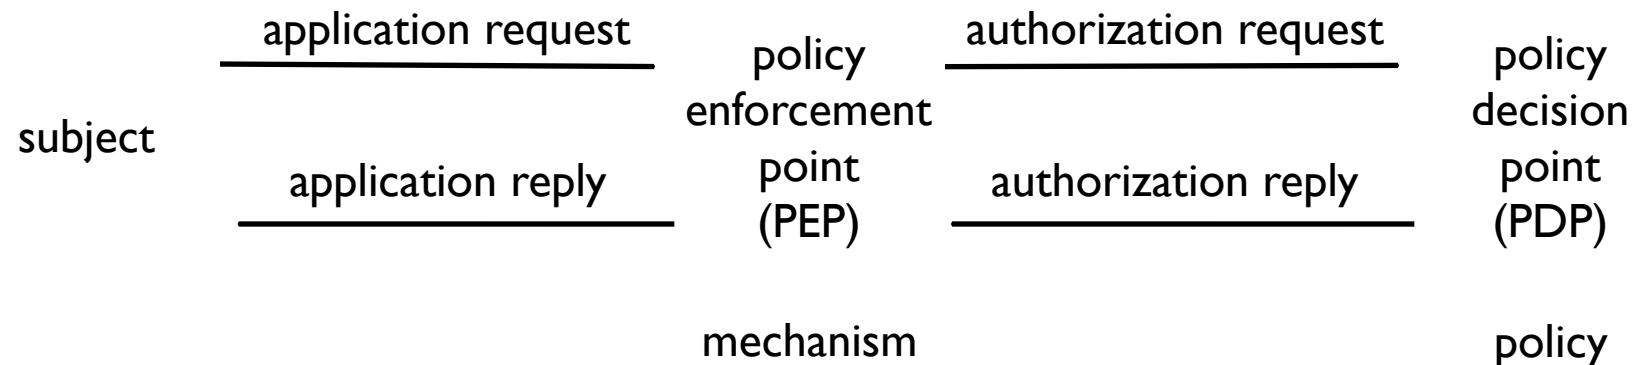 subject
application request
application reply
policy
enforcement
point
(PEP)
mechanism
authorization request
authorization reply
policy
decision
point
(PDP)
policy